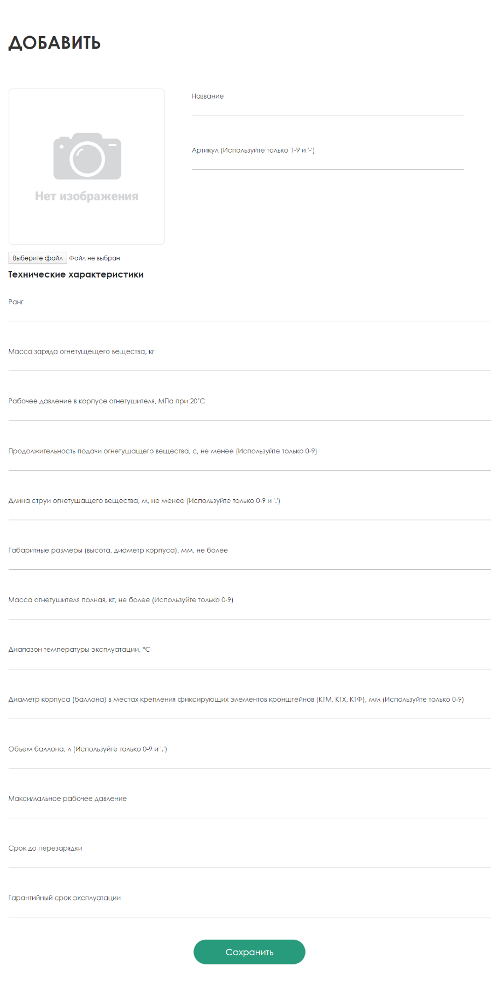 ДОБАВИТЬ
Название
Артикул (Используйте только 1-9 и '-')
Нет изображения
Выберите файл Файл не выбран
Технические характеристики
Ранг
Масса заряда огнетущещего вещества, кг
Рабочее давление в корпусе огнетушителя, МПа при 20˚С
Продолжительность подачи огнетушащего вещества, с, не менее (Используйте только 0-9)
Длина струи огнетушащего вещества, м, не менее (Используйте только 0-9 и '.')
Габаритные размеры (высота, диаметр корпуса), мм, не более
Масса огнетушителя полная, кг, не более (Используйте только 0-9)
Диапазон температуры эксплуатации, °С
Диаметр корпуса (баллона) в местах крепления фиксирующих элементов кронштейнов (КТМ, КТХ, КТФ), мм (Используйте только 0-9)
Объем баллона, л (Используйте только 0-9 и '.')
Максимальное рабочее давление
Срок до перезарядки
Гарантийный срок эксплуатации
Сохранить